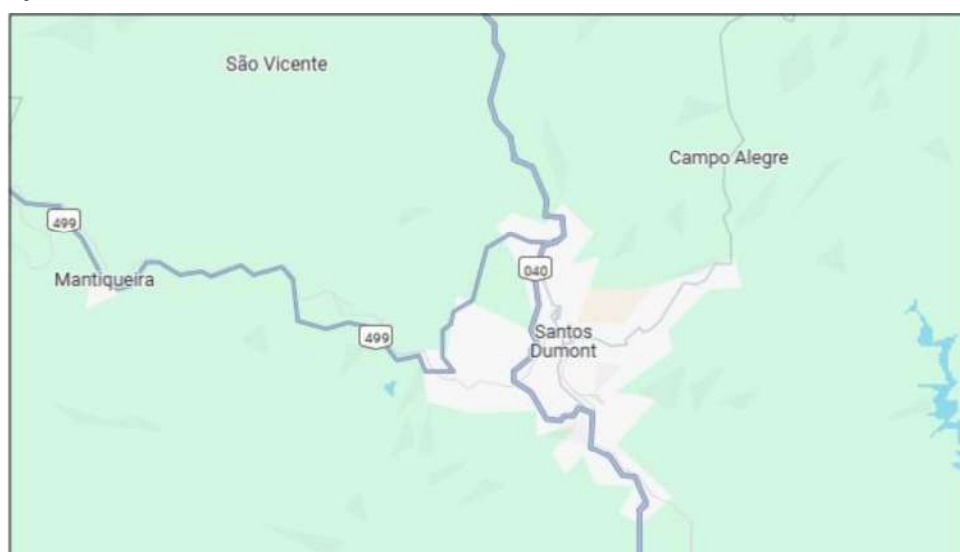 São Vicente
Campo Alegre
499
Mantiqueira
040
499
Santos
Dumont